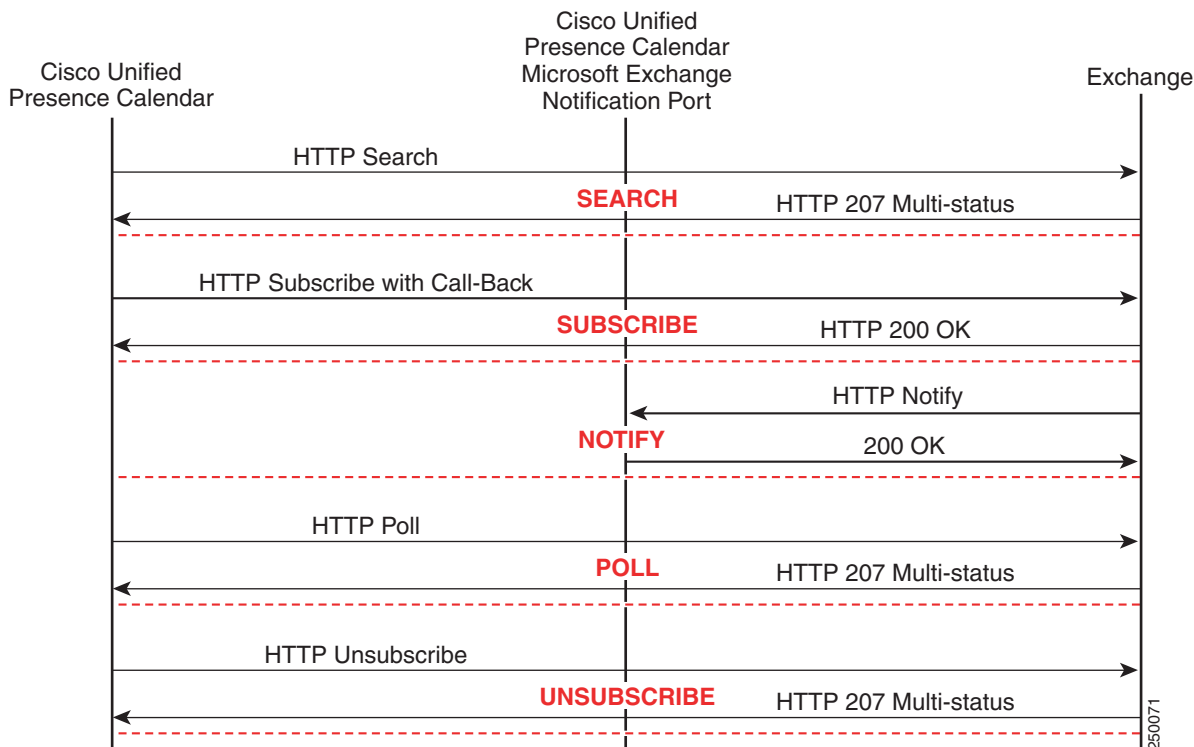 Cisco Unified
Presence Calendar
Cisco Unified
Presence Calendar
Microsoft Exchange
Notification Port
Exchange
HTTP Search
SEARCH
HTTP 207 Multi-status
HTTP Subscribe with Call-Back
SUBSCRIBE
HTTP 200 OK
HTTP Notify
NOTIFY
200 OK
HTTP Poll
POLL
HTTP 207 Multi-status
HTTP Unsubscribe
UNSUBSCRIBE
HTTP 207 Multi-status
250071